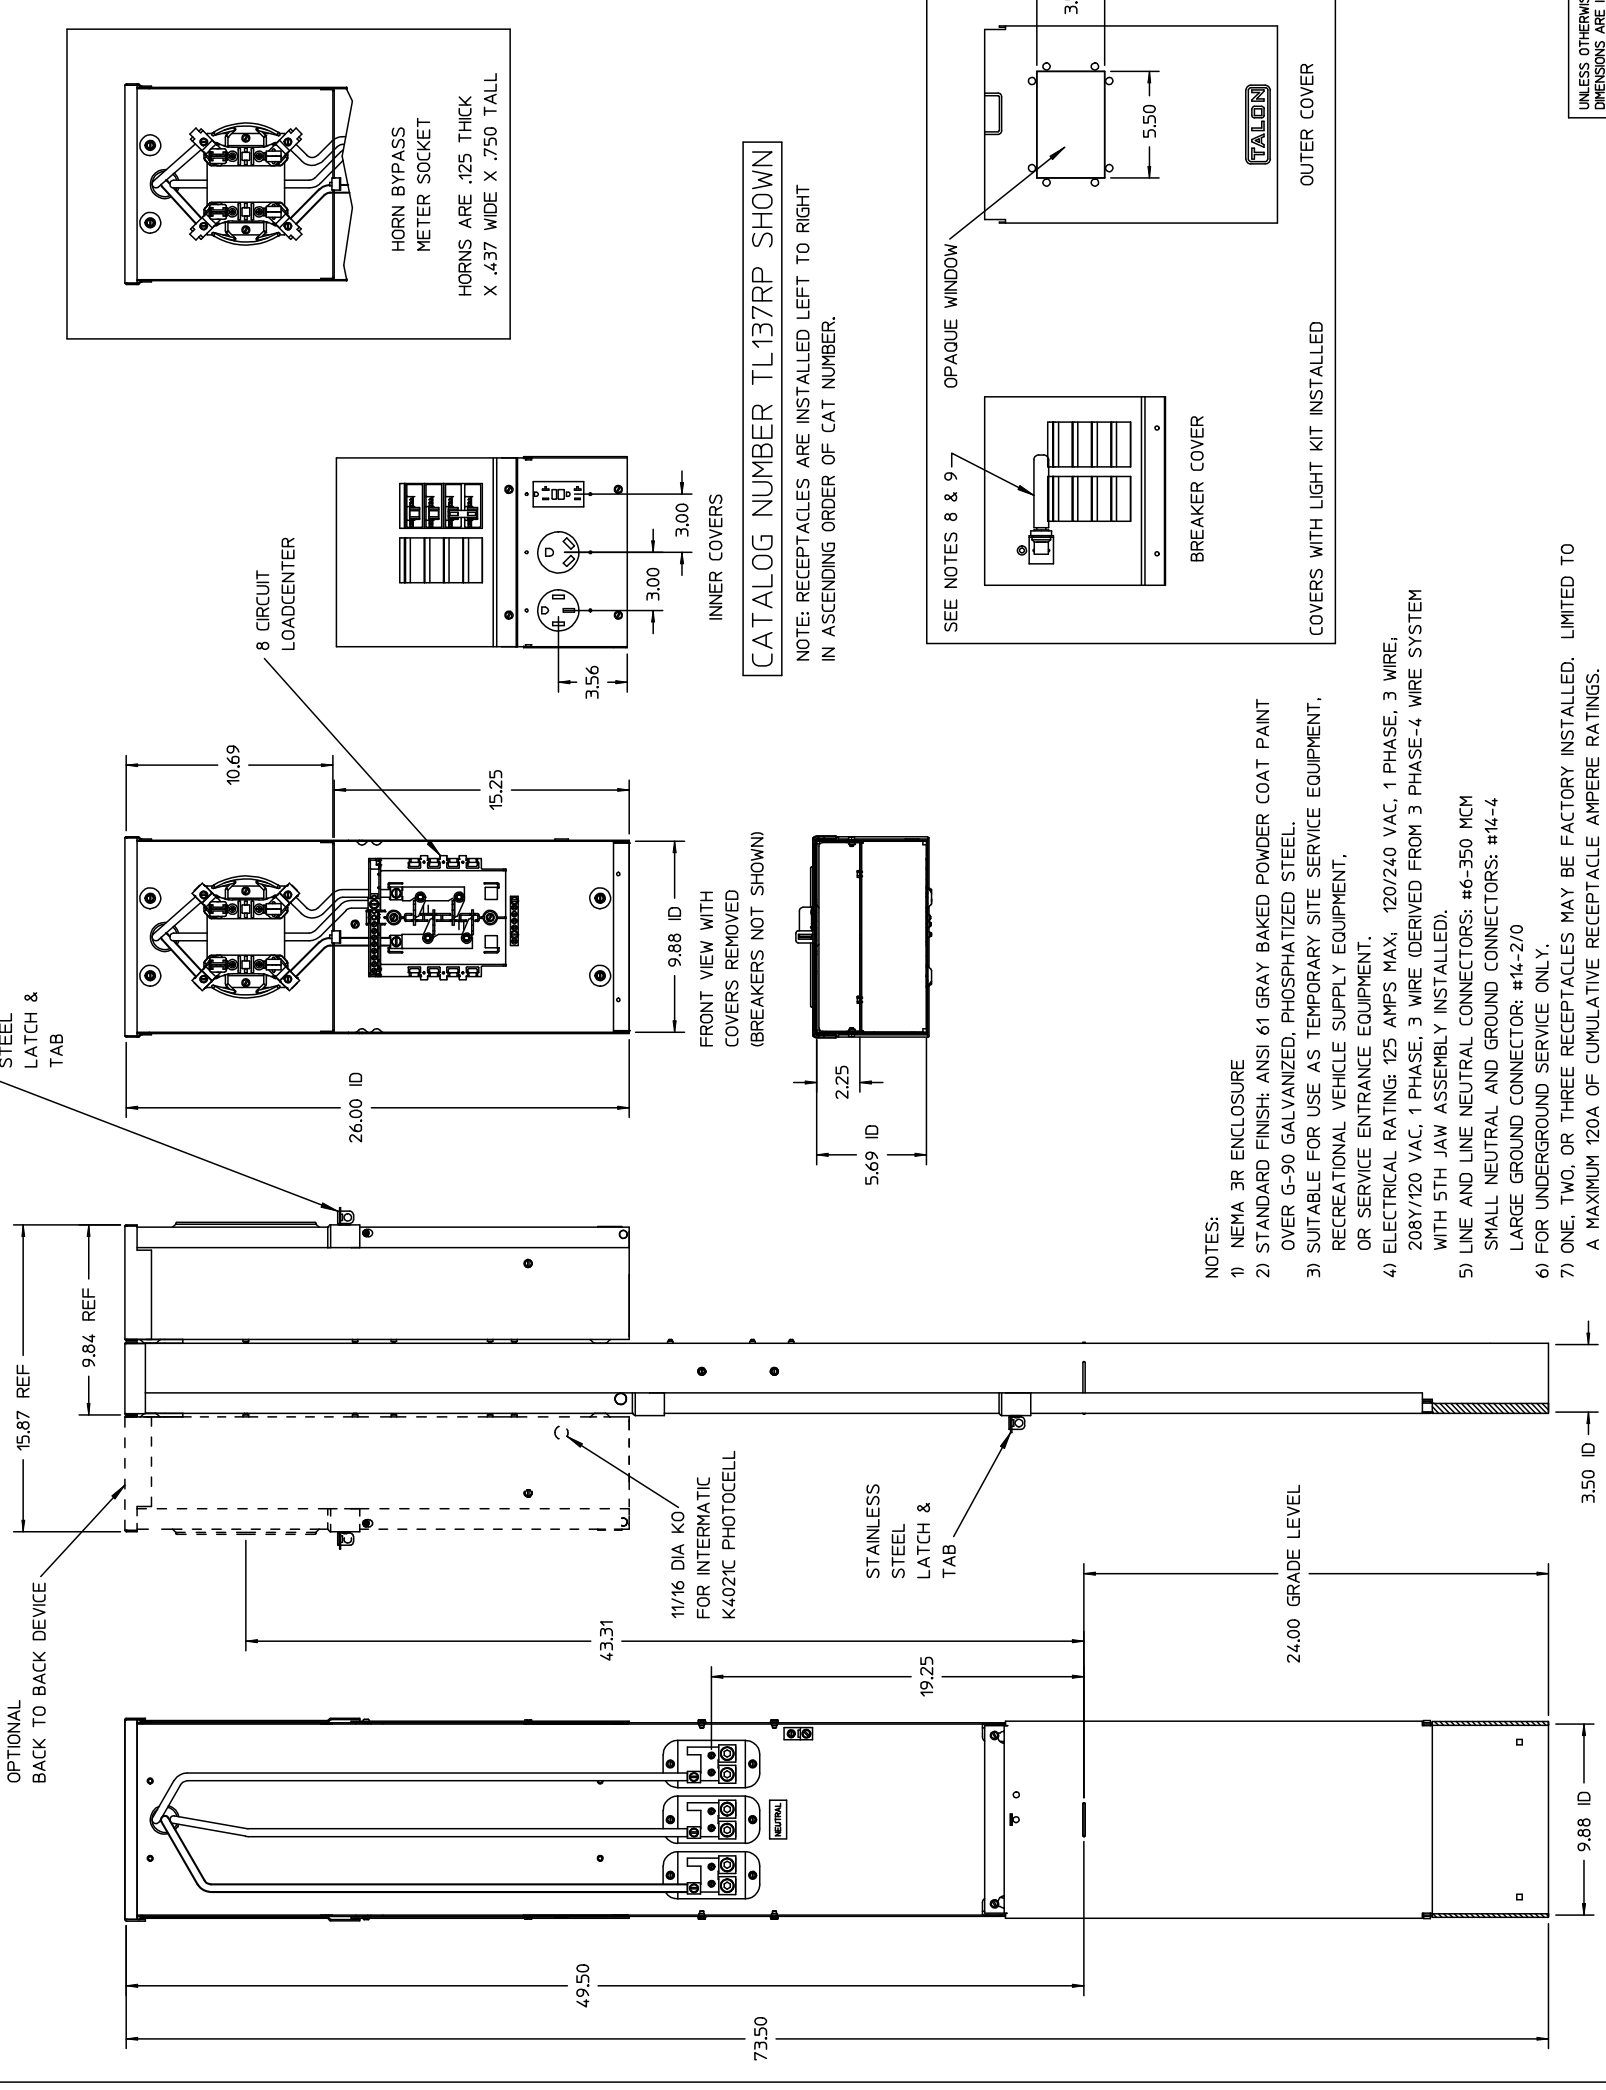 OPTIONAL
BACK TO BACK DEVICE
15.87 REF
9.84 REF
STEEL
LATCH &
TAB
26.00 ID
10.69
15.25
8 CIRCUIT
LOADCENTER
9.88 ID
FRONT VIEW WITH
COVERS REMOVED
(BREAKERS NOT SHOWN)
2.25
5.69 ID
3.56
3.00
3.00
INNER COVERS
HORN BYPASS
METER SOCKET
HORNS ARE .125 THICK
X .437 WIDE X .750 TALL
CATALOG NUMBER TL137RP SHOWN
NOTE: RECEPTACLES ARE INSTALLED LEFT TO RIGHT
IN ASCENDING ORDER OF CAT NUMBER.
SEE NOTES 8 & 9
OPAQUE WINDOW
BREAKER COVER
COVERS WITH LIGHT KIT INSTALLED
5.50
TALON
OUTER COVER
UNLESS OTHERWIS
DIMENSIONS ARE I
73.50
49.50
43.31
19.25
24.00 GRADE LEVEL
NEUTRAL
9.88 ID
3.50 ID
11/16 DIA KO
FOR INTERMATIC
K4021C PHOTOCELL
STAINLESS
STEEL
LATCH &
TAB
NOTES:
1) NEMA 3R ENCLOSURE
2) STANDARD FINISH: ANSI 61 GRAY BAKED POWDER COAT PAINT
OVER G-90 GALVANIZED, PHOSPHATIZED STEEL.
3) SUITABLE FOR USE AS TEMPORARY SITE SERVICE EQUIPMENT,
RECREATIONAL VEHICLE SUPPLY EQUIPMENT,
OR SERVICE ENTRANCE EQUIPMENT.
4) ELECTRICAL RATING: 125 AMPS MAX; 120/240 VAC, 1 PHASE, 3 WIRE;
208Y/120 VAC, 1 PHASE, 3 WIRE (DERIVED FROM 3 PHASE-4 WIRE SYSTEM
WITH 5TH JAW ASSEMBLY INSTALLED).
5) LINE AND LINE NEUTRAL CONNECTORS: #6-350 MCM
SMALL NEUTRAL AND GROUND CONNECTORS: #14-4
LARGE GROUND CONNECTOR: #14-2/0
6) FOR UNDERGROUND SERVICE ONLY.
7) ONE, TWO, OR THREE RECEPTACLES MAY BE FACTORY INSTALLED. LIMITED TO
A MAXIMUM 120A OF CUMULATIVE RECEPTACLE AMPERE RATINGS.